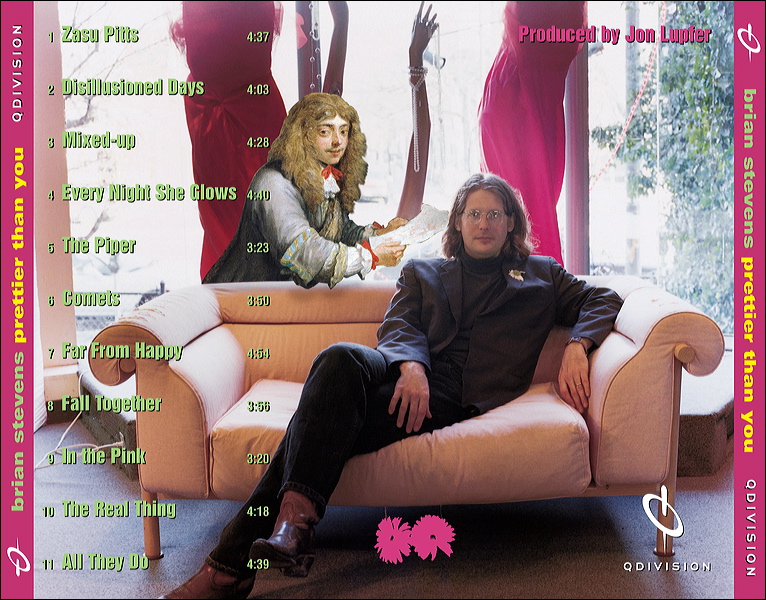 brian stevens prettier than you QDIVISION
1 Zasu Pitts 4:37
2 Disillusioned Days 4:03
3 Mixed-up 4:28
4 Every Night She Glows 4:40
5 The Piper 3:23
6 Comets 3:50
7 Far From Happy 4:54
8 Fall Together 3:56
9 In the Pink 3:20
10 The Real Thing 4:18
11 All They Do 4:39
Produced by Jon Lupfer
QDIVISION
brian stevens prettier than you QDIVISION